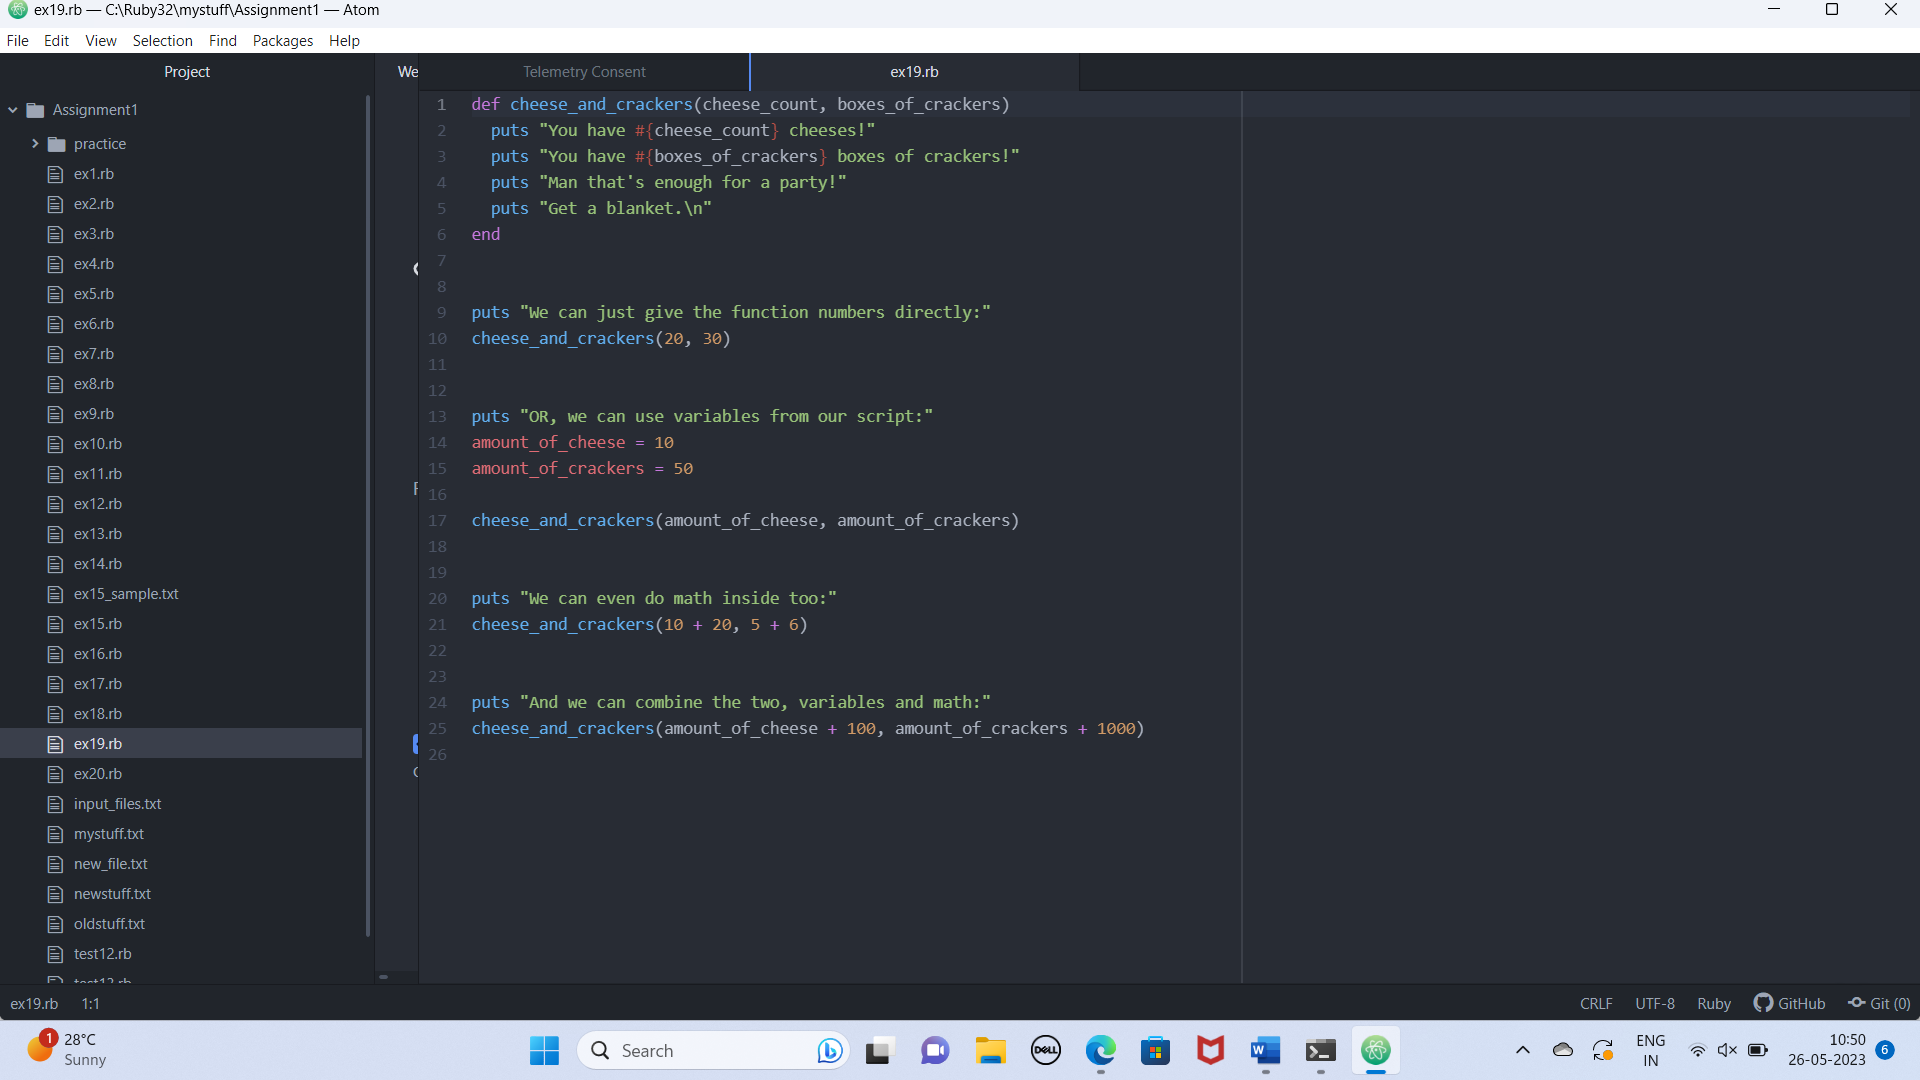 ex19.rb — C:\Ruby32\mystuff\Assignment1 — Atom
File Edit View Selection Find Packages Help
Project
We
Telemetry Consent
ex19.rb
Assignment1
practice
ex1.rb
ex2.rb
ex3.rb
ex4.rb
ex5.rb
ex6.rb
ex7.rb
ex8.rb
ex9.rb
ex10.rb
ex11.rb
ex12.rb
ex13.rb
ex14.rb
ex15_sample.txt
ex15.rb
ex16.rb
ex17.rb
ex18.rb
ex19.rb
ex20.rb
input_files.txt
mystuff.txt
new_file.txt
newstuff.txt
oldstuff.txt
test12.rb
1 def cheese_and_crackers(cheese_count, boxes_of_crackers)
2 puts "You have #{cheese_count} cheeses!"
3 puts "You have #{boxes_of_crackers} boxes of crackers!"
4 puts "Man that's enough for a party!"
5 puts "Get a blanket.\n"
6 end
7
8
9 puts "We can just give the function numbers directly:"
10 cheese_and_crackers(20, 30)
11
12
13 puts "OR, we can use variables from our script:"
14 amount_of_cheese = 10
15 amount_of_crackers = 50
16
17 cheese_and_crackers(amount_of_cheese, amount_of_crackers)
18
19
20 puts "We can even do math inside too:"
21 cheese_and_crackers(10 + 20, 5 + 6)
22
23
24 puts "And we can combine the two, variables and math:"
25 cheese_and_crackers(amount_of_cheese + 100, amount_of_crackers + 1000)
26
ex19.rb 1:1
CRLF UTF-8 Ruby GitHub Git (0)
1
28°C
Sunny
Search
DELL
W
ENG
IN
10:50
26-05-2023
6